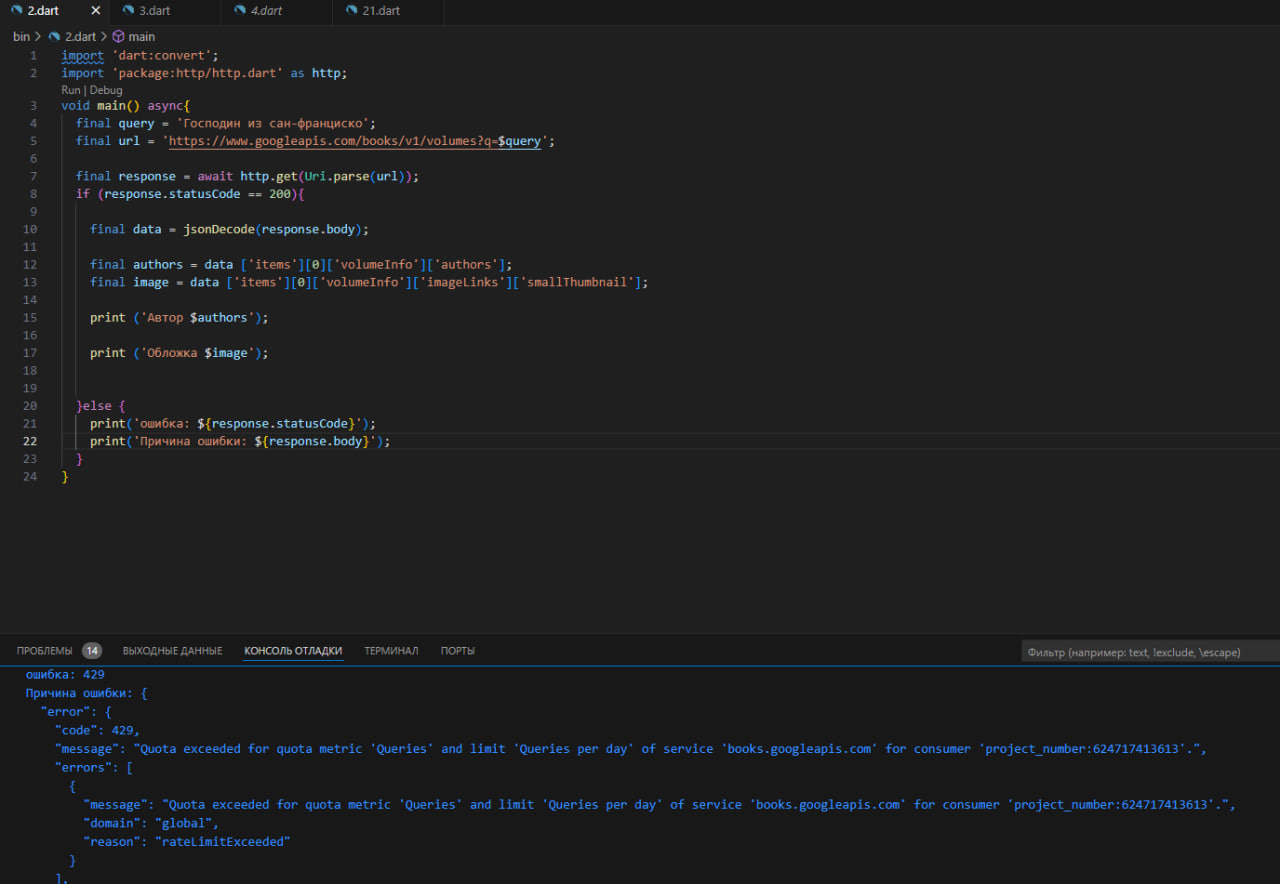 2.dart
3.dart
4.dart
21.dart
bin > 2.dart > main
1 import 'dart:convert';
2 import 'package:http/http.dart' as http;
Run | Debug
3 void main() async{
4 final query = 'Господин из сан-франциско';
5 final url = 'https://www.googleapis.com/books/v1/volumes?q=$query';
6
7 final response = await http.get(Uri.parse(url));
8 if (response.statusCode == 200){
9
10 final data = jsonDecode(response.body);
11
12 final authors = data ['items'][0]['volumeInfo']['authors'];
13 final image = data ['items'][0]['volumeInfo']['imageLinks']['smallThumbnail'];
14
15 print ('Автор $authors');
16
17 print ('Обложка $image');
18
19
20 }else {
21 print('ошибка: ${response.statusCode}');
22 print('Причина ошибки: ${response.body}');
23 }
24 }
ПРОБЛЕМЫ 14 ВЫХОДНЫЕ ДАННЫЕ КОНСОЛЬ ОТЛАДКИ ТЕРМИНАЛ ПОРТЫ Фильтр (например: text, !exclude, \escape)
ошибка: 429
Причина ошибки: {
"error": {
"code": 429,
"message": "Quota exceeded for quota metric 'Queries' and limit 'Queries per day' of service 'books.googleapis.com' for consumer 'project_number:624717413613'.",
"errors": [
{
"message": "Quota exceeded for quota metric 'Queries' and limit 'Queries per day' of service 'books.googleapis.com' for consumer 'project_number:624717413613'.",
"domain": "global",
"reason": "rateLimitExceeded"
}
],